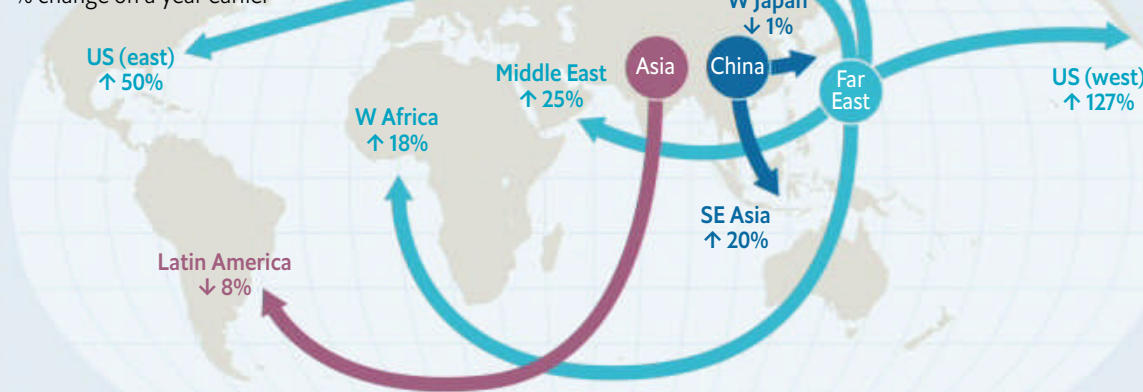 % change on a year earlier
W Japan
↓ 1%
US (east)
↑ 50%
Middle East
↑ 25%
Asia
China
Far
East
US (west)
↑ 127%
W Africa
↑ 18%
SE Asia
↑ 20%
Latin America
↓ 8%